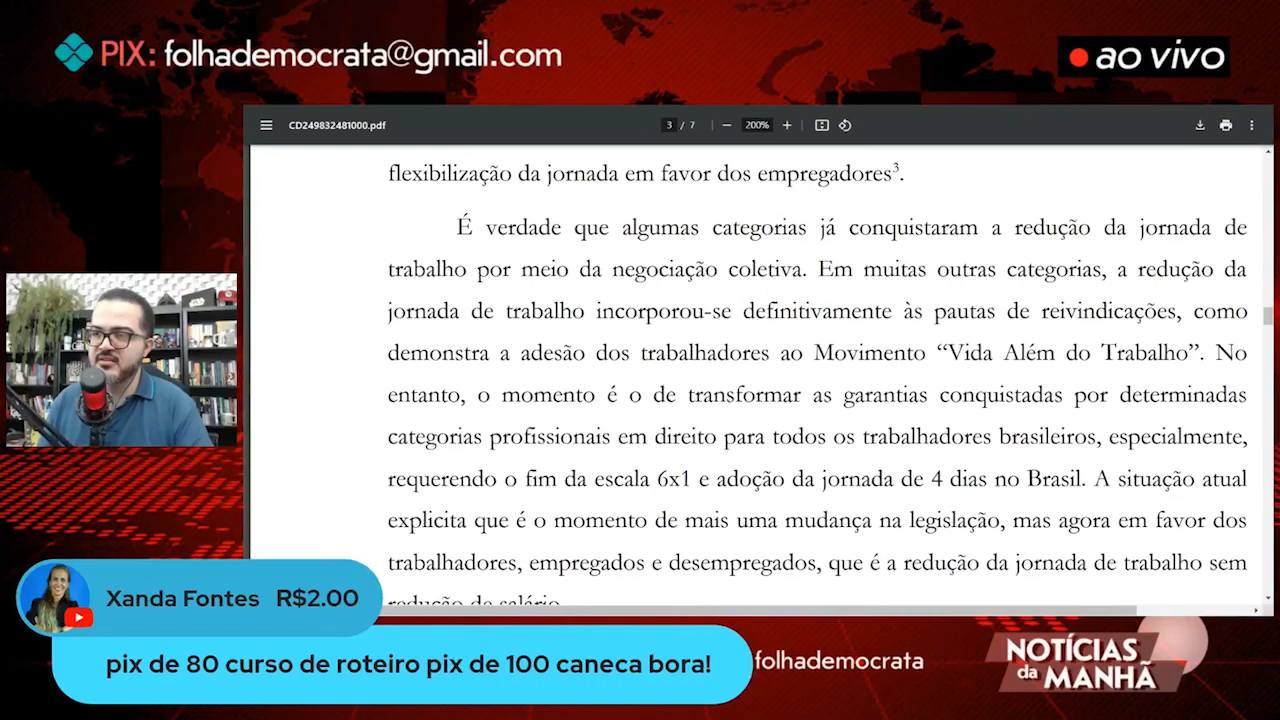 PIX: folhademocrata@gmail.com
ao vivo
CD249832481000.pdf
3 / 7
200%
flexibilização da jornada em favor dos empregadores³.
É verdade que algumas categorias já conquistaram a redução da jornada de
trabalho por meio da negociação coletiva. Em muitas outras categorias, a redução da
jornada de trabalho incorporou-se definitivamente às pautas de reivindicações, como
demonstra a adesão dos trabalhadores ao Movimento “Vida Além do Trabalho”. No
entanto, o momento é o de transformar as garantias conquistadas por determinadas
categorias profissionais em direito para todos os trabalhadores brasileiros, especialmente,
requerendo o fim da escala 6x1 e adoção da jornada de 4 dias no Brasil. A situação atual
explicita que é o momento de mais uma mudança na legislação, mas agora em favor dos
trabalhadores, empregados e desempregados, que é a redução da jornada de trabalho sem
redução de salário
Xanda Fontes R$2.00
pix de 80 curso de roteiro pix de 100 caneca bora!
folhademocrata
NOTÍCIAS
da MANHÃ